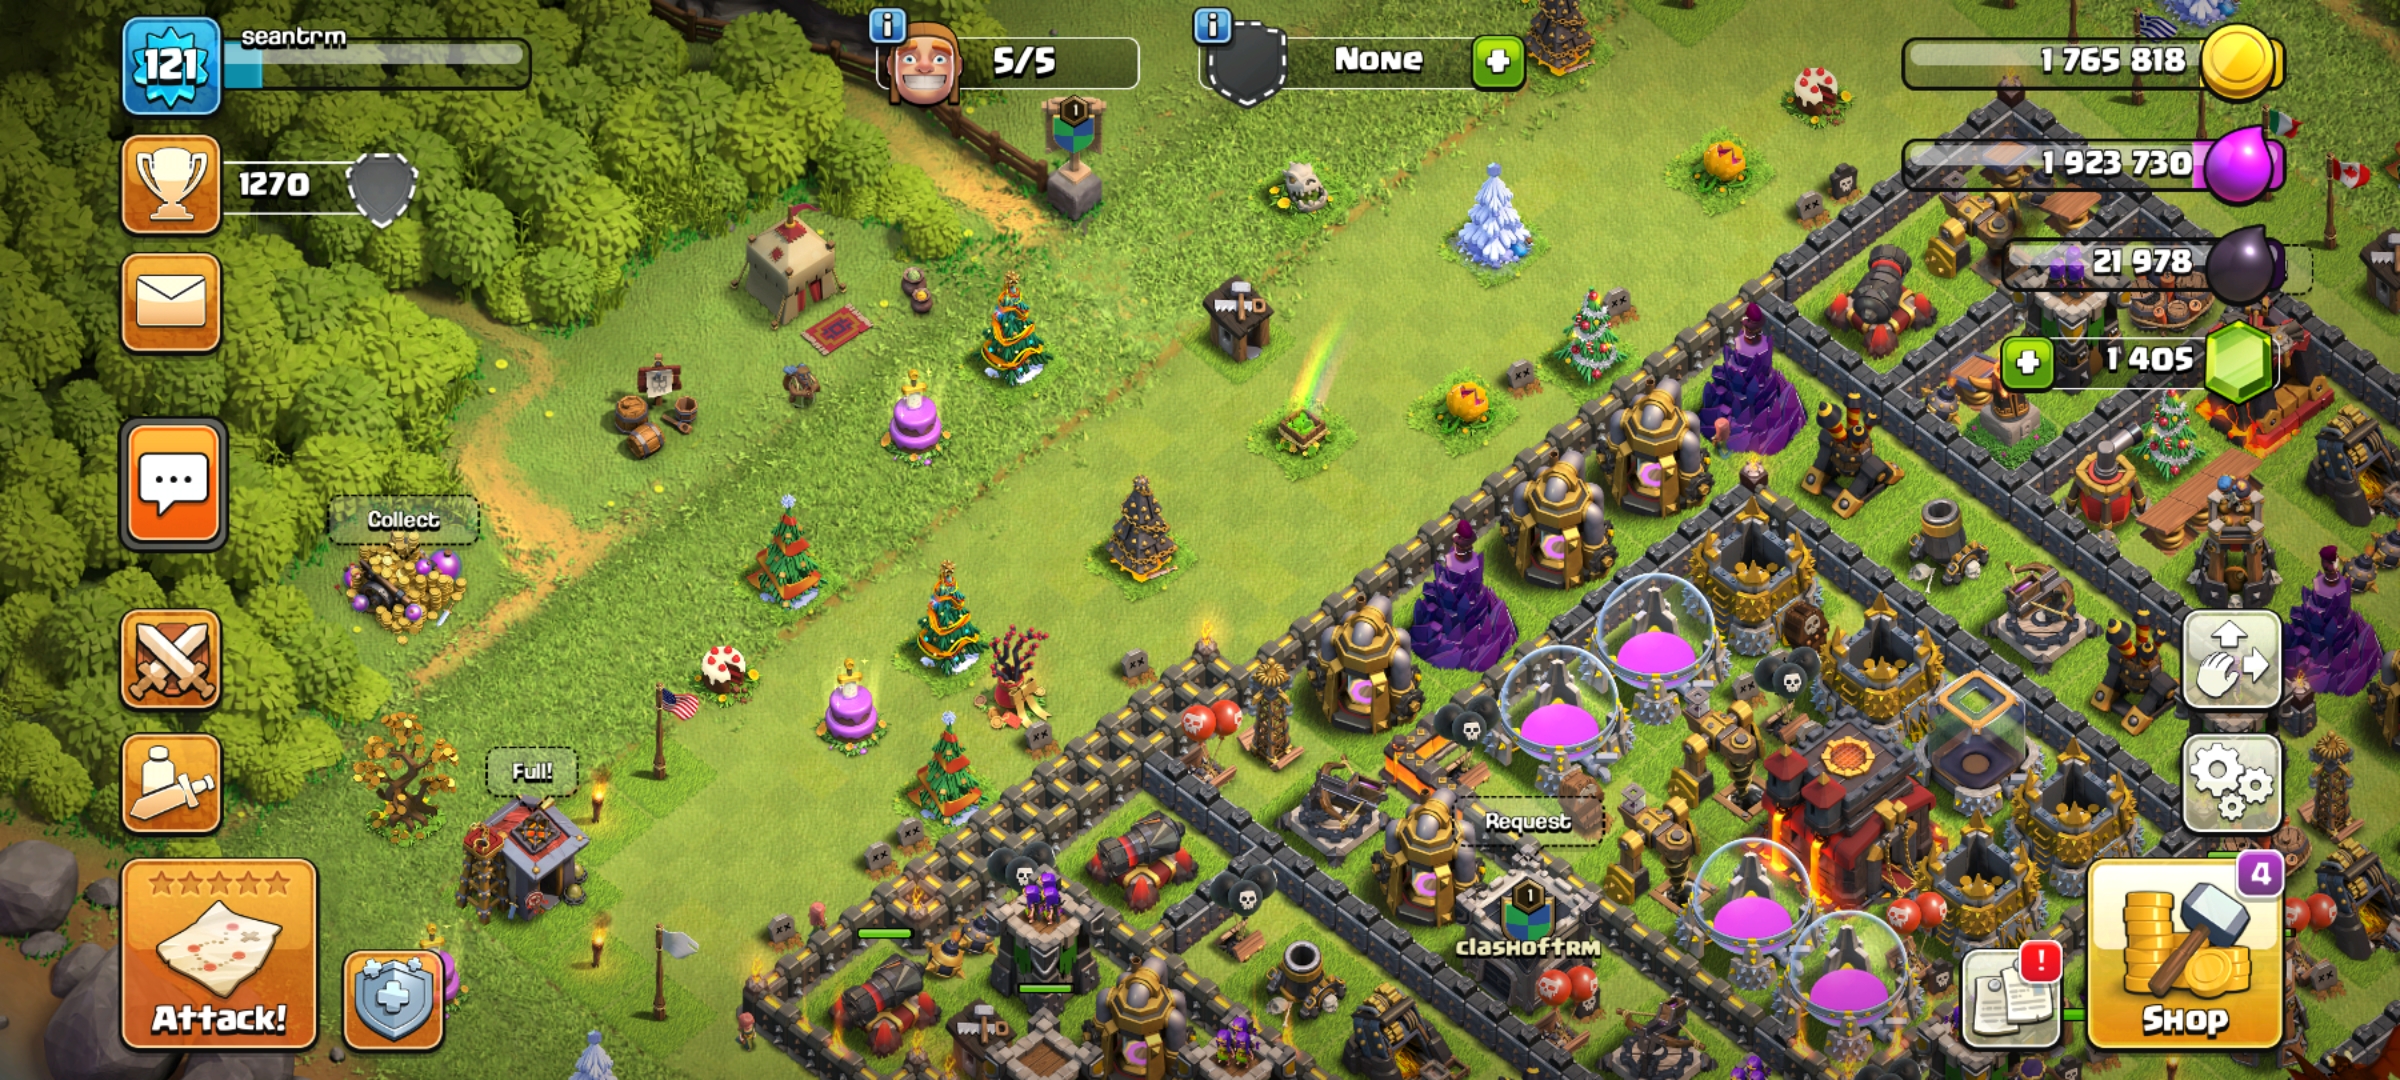 121
seantrm
5/5
None
1 765 818
1270
1 923 730
21 978
1 405
Collect
Full!
Request
1
1
clashoftrm
4
!
Attack!
Shop